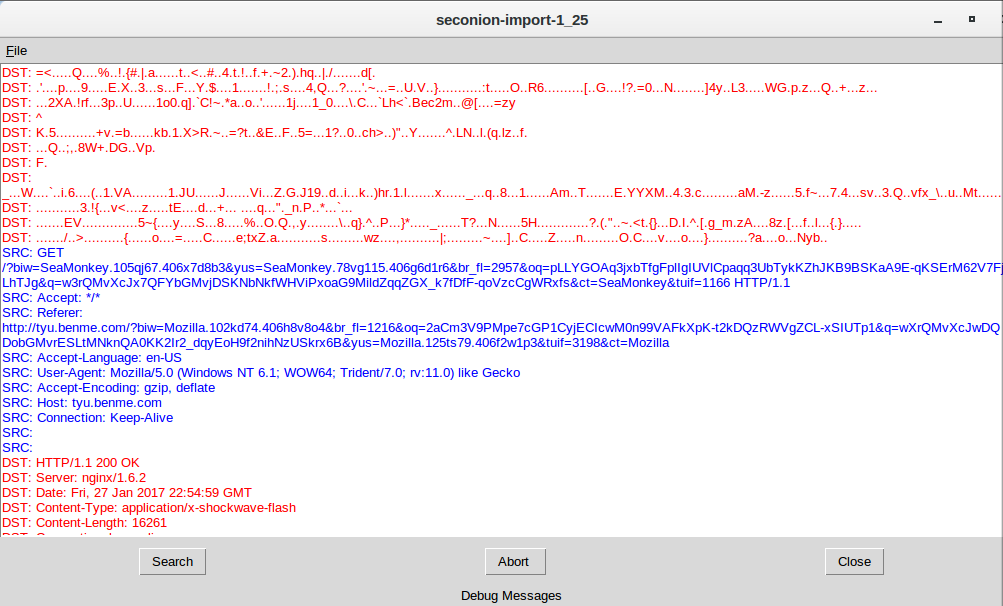 seconion-import-1_25
File
DST: =<.....Q....%..!.{#.|.a......t..<..#..4.t.!..f.+.~2.).hq..|./.......d[.
DST: .'....p....9....E.X..3...s...F...Y.$....1.......!.;.s....4,Q...?....'.~...=..U.V..}...........:t.....O..R6..........[..G....!?.=0...N........]4y..L3.....WG.p.z...Q..+...z...
DST: ...2XA.!rf...3p..U......1o0.q].`C!~.*a..o..'......1j....1_0....\.C...`Lh<`.Bec2m..@[....=zy
DST: ^
DST: K.5..........+v.=b......kb.1.X>R.~..=?t..&E..F..5=...1?..0..ch>..)"..Y.......^.LN..l.(q.lz..f.
DST: ...Q..;,.8W+.DG..Vp.
DST: F.
DST:
_...W....`..i.6....(..1.VA.........1.JU......J......Vi...Z.G.J19..d..i...k..)hr.1.l.......x......_...q..8...1......Am..T.......E.YYXM..4.3.c.........aM.-z......5.f~...7.4...sv..3.Q..vfx_\..u..Mt......
DST: ...........3.!{...v<....z.....tE....d...+... ....q..."._n.P..*...`...
DST: .......EV..............5~{....y....S...8.....%..O.Q...y........\..q}.^..P....}*....._......T?...N......5H.............?.(."..~.<t.{}...D.I.^.[.g_m.zA....8z.[....f..I...{.}.....
DST: ......./..>..........{......o....=.....C.....e;txZ.a...........s.........wz....,..........|;.........~....]..C.....Z.....n.........O.C....v....o....}..........?a....o...Nyb..
SRC: GET
/?biw=SeaMonkey.105qj67.406x7d8b3&yus=SeaMonkey.78vg115.406g6d1r6&br_fl=2957&oq=pLLYGOAq3jxbTfgFplIgIUVlCpaqq3UbTykKZhJKB9BSKaA9E-qKSErM62V7Fj
LhTJg&q=w3rQMvXcJx7QFYbGMvjDSKNbNkfWHViPxoaG9MildZqqZGX_k7fDfF-qoVzcCgWRxfs&ct=SeaMonkey&tuif=1166 HTTP/1.1
SRC: Accept: */*
SRC: Referer:
http://tyu.benme.com/?biw=Mozilla.102kd74.406h8v8o4&br_fl=1216&oq=2aCm3V9PMpe7cGP1CyjECIcwM0n99VAFkXpK-t2kDQzRWVgZCL-xSIUTp1&q=wXrQMvXcJwDQ
DobGMvrESLtMNknQA0KK2Ir2_dqyEoH9f2nihNzUSkrx6B&yus=Mozilla.125ts79.406f2w1p3&tuif=3198&ct=Mozilla
SRC: Accept-Language: en-US
SRC: User-Agent: Mozilla/5.0 (Windows NT 6.1; WOW64; Trident/7.0; rv:11.0) like Gecko
SRC: Accept-Encoding: gzip, deflate
SRC: Host: tyu.benme.com
SRC: Connection: Keep-Alive
SRC:
SRC:
DST: HTTP/1.1 200 OK
DST: Server: nginx/1.6.2
DST: Date: Fri, 27 Jan 2017 22:54:59 GMT
DST: Content-Type: application/x-shockwave-flash
DST: Content-Length: 16261
Search Abort Close
Debug Messages